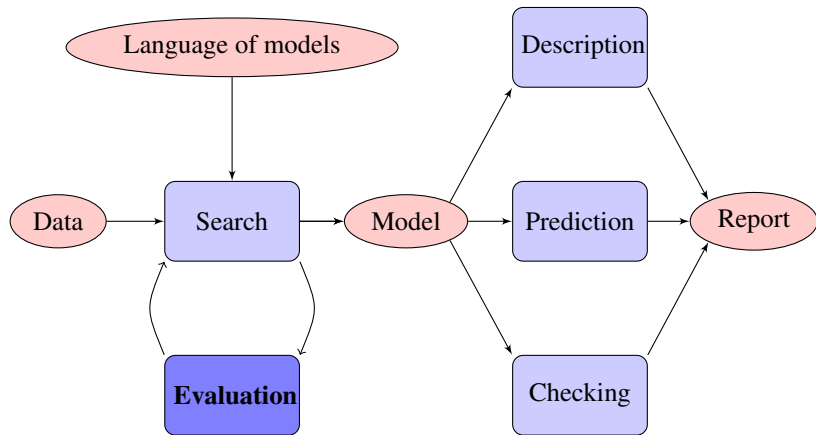 Language of models
Description
Data
Search
Model
Prediction
Report
Evaluation
Checking